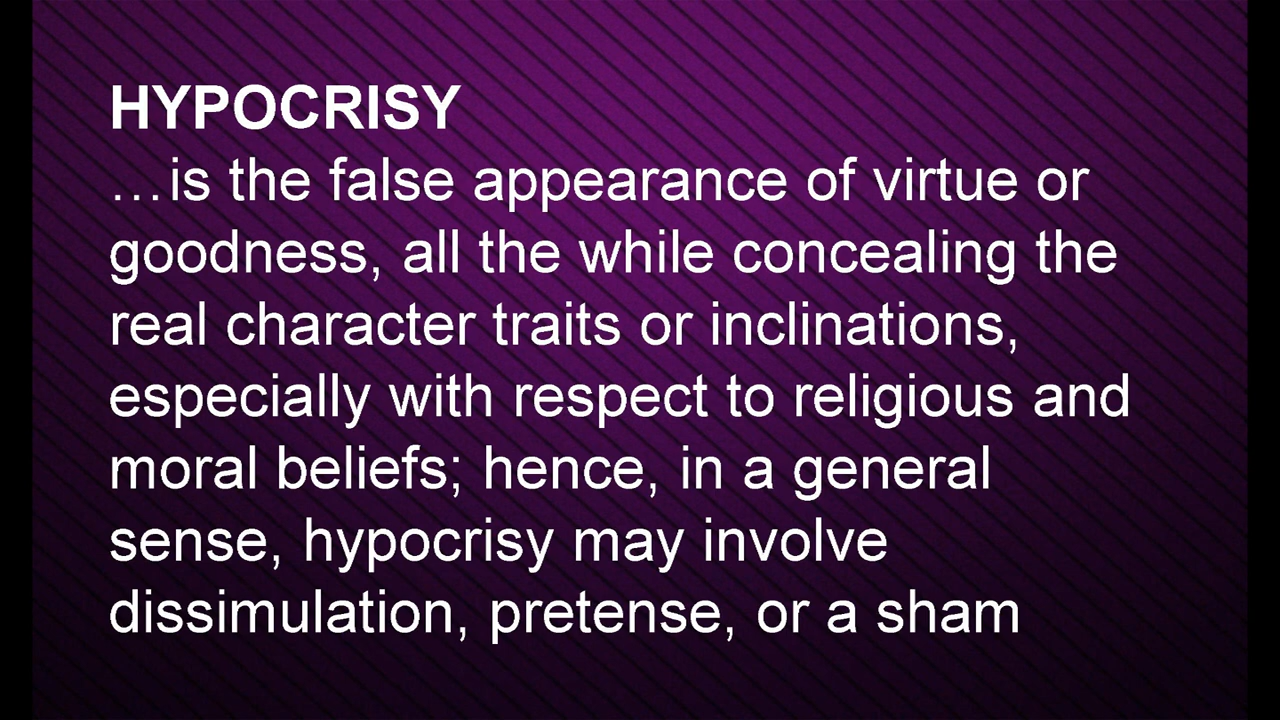 HYPOCRISY
…is the false appearance of virtue or
goodness, all the while concealing the
real character traits or inclinations,
especially with respect to religious and
moral beliefs; hence, in a general
sense, hypocrisy may involve
dissimulation, pretense, or a sham